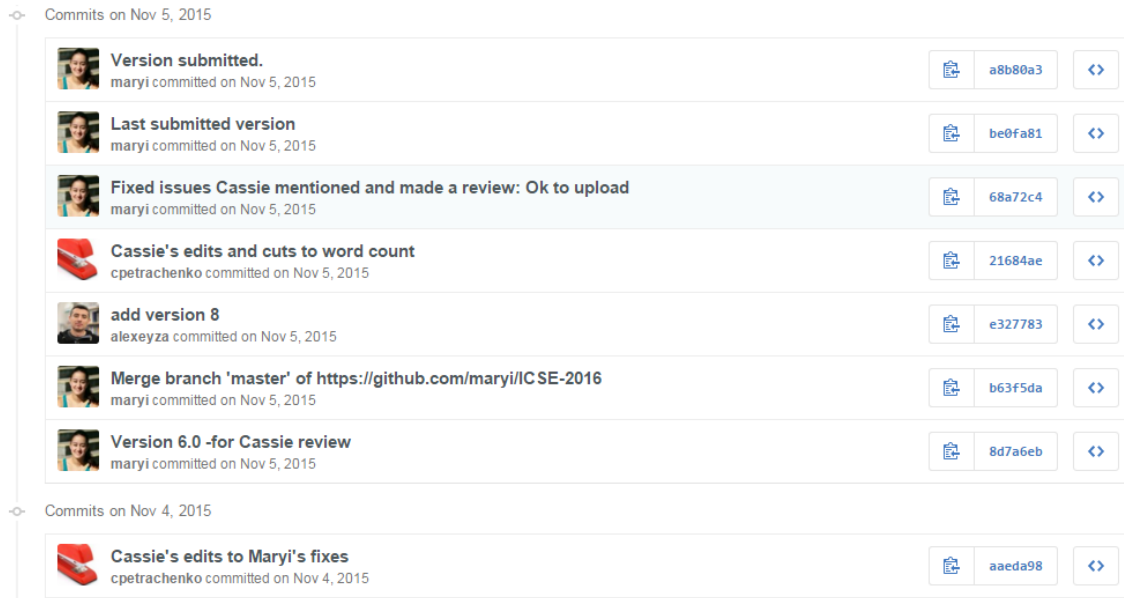 Commits on Nov 5, 2015
Version submitted.
maryi committed on Nov 5, 2015
a8b80a3
Last submitted version
maryi committed on Nov 5, 2015
be0fa81
Fixed issues Cassie mentioned and made a review: Ok to upload
maryi committed on Nov 5, 2015
68a72c4
Cassie's edits and cuts to word count
cpetrachenko committed on Nov 5, 2015
21684ae
add version 8
alexeyza committed on Nov 5, 2015
e327783
Merge branch 'master' of https://github.com/maryi/ICSE-2016
maryi committed on Nov 5, 2015
b63f5da
Version 6.0 -for Cassie review
maryi committed on Nov 5, 2015
8d7a6eb
Commits on Nov 4, 2015
Cassie's edits to Maryi's fixes
cpetrachenko committed on Nov 4, 2015
aaeda98